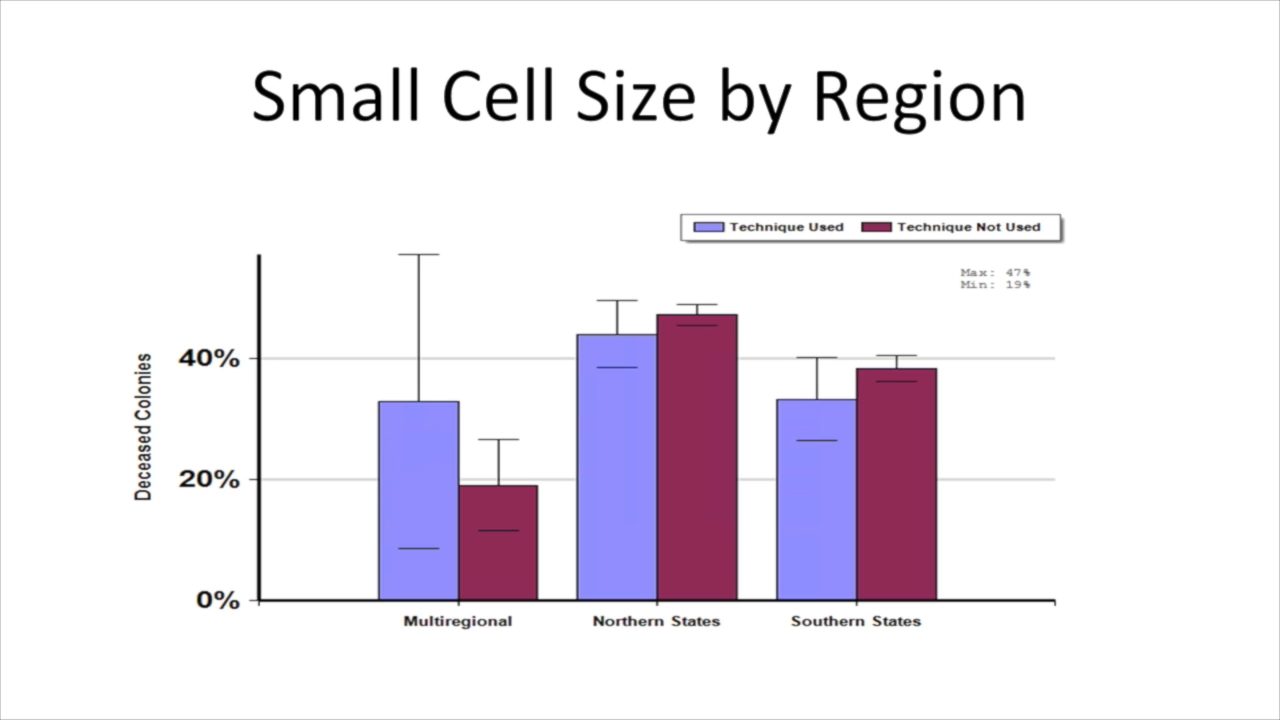 Small Cell Size by Region
Technique Used Technique Not Used
Max: 47%
Min: 19%
Deceased Colonies
40%
20%
0%
Multiregional Northern States Southern States